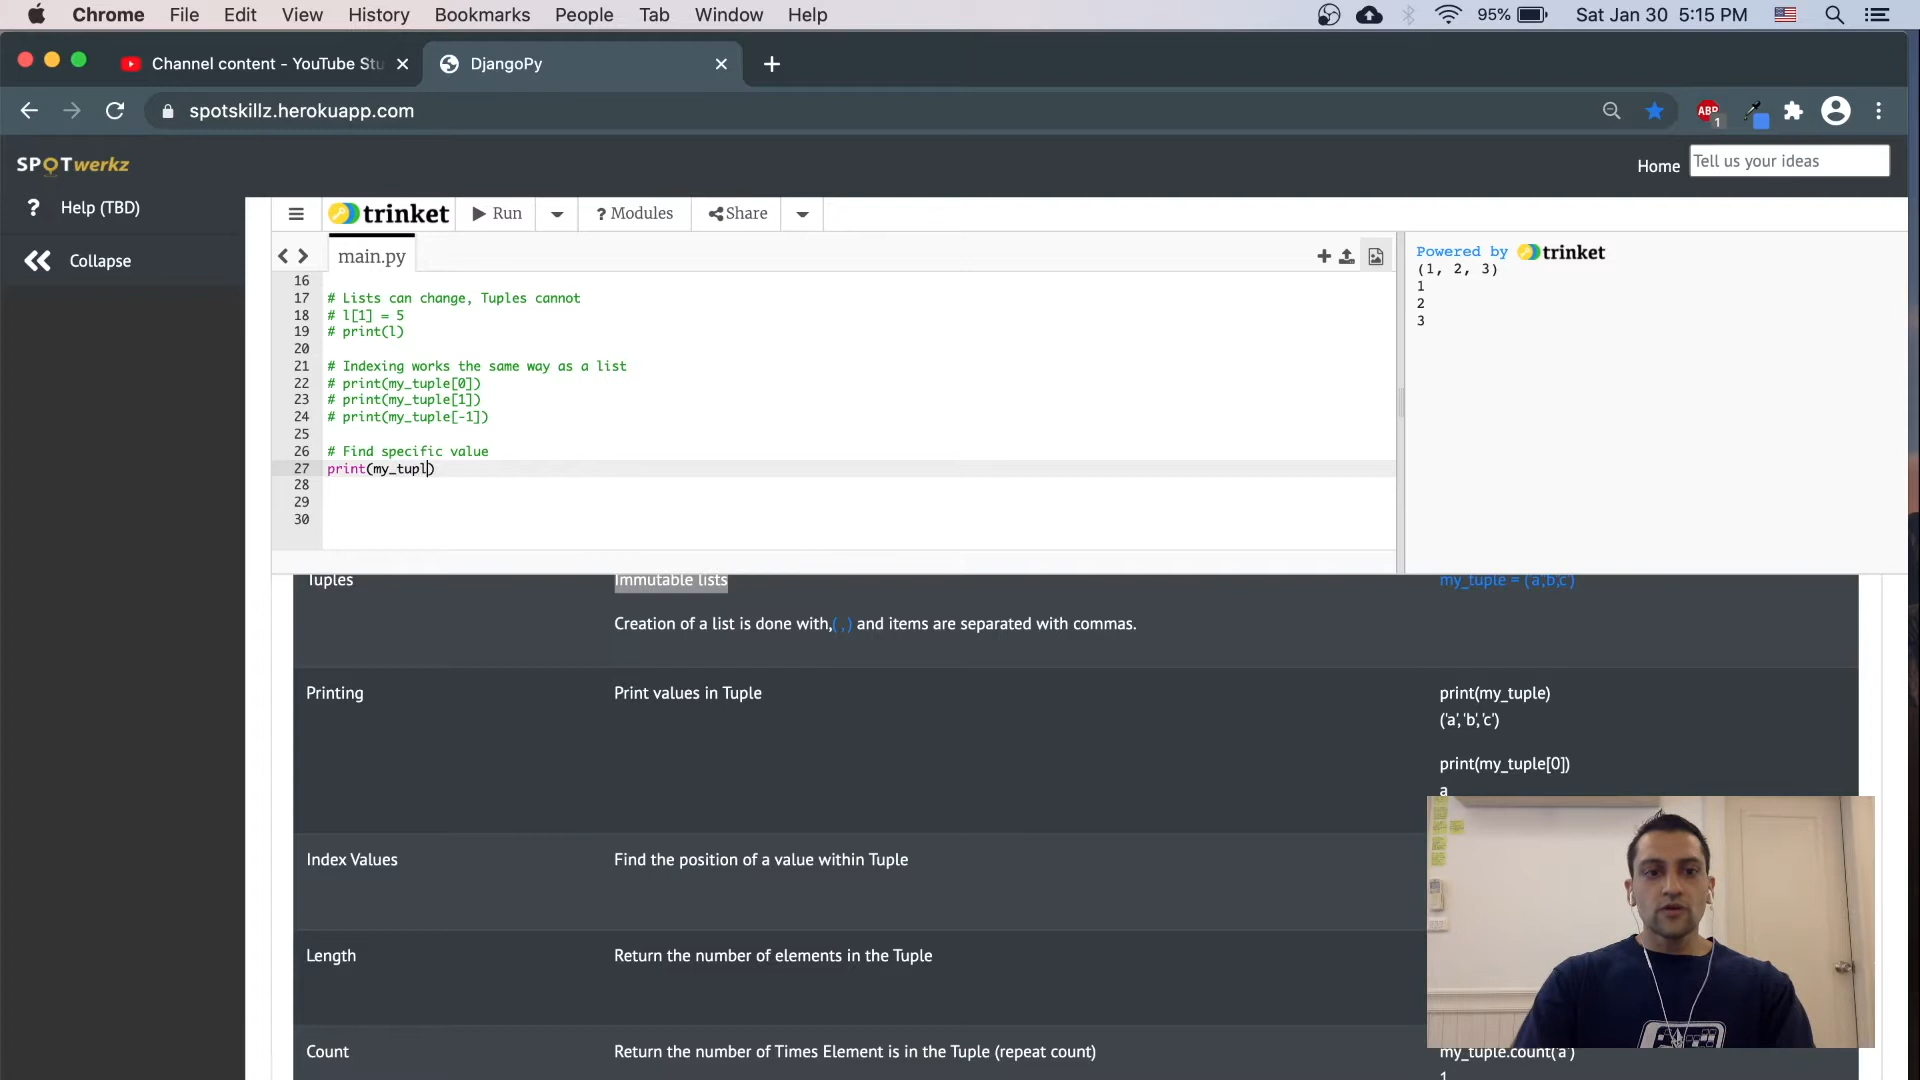 Chrome File Edit View History Bookmarks People Tab Window Help 95% Sat Jan 30 5:15 PM
Channel content - YouTube Stu
DjangoPy
spotskillz.herokuapp.com
ABP
1
SPOTwerkz
Home
Tell us your ideas
? Help (TBD)
Collapse
trinket
Run
? Modules
Share
main.py
16
17 # Lists can change, Tuples cannot
18 # l[1] = 5
19 # print(l)
20
21 # Indexing works the same way as a list
22 # print(my_tuple[0])
23 # print(my_tuple[1])
24 # print(my_tuple[-1])
25
26 # Find specific value
27 print(my_tupl)
28
29
30
Powered by trinket
(1, 2, 3)
1
2
3
Tuples
Immutable lists
my_tuple = ('a','b','c')
Creation of a list is done with,( ,) and items are separated with commas.
Printing
Print values in Tuple
print(my_tuple)
('a', 'b', 'c')
print(my_tuple[0])
a
Index Values
Find the position of a value within Tuple
Length
Return the number of elements in the Tuple
Count
Return the number of Times Element is in the Tuple (repeat count)
my_tuple.count('a')
1